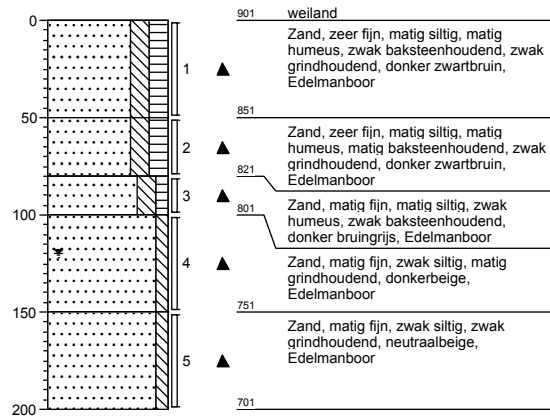 0
901 weiland
Zand, zeer fijn, matig siltig, matig
humeus, zwak baksteenhoudend, zwak
grindhoudend, donker zwartbruin,
Edelmanboor
1
50
851
Zand, zeer fijn, matig siltig, matig
humeus, matig baksteenhoudend, zwak
grindhoudend, donker zwartbruin,
Edelmanboor
2
821
Zand, matig fijn, matig siltig, zwak
humeus, zwak baksteenhoudend,
donker bruingrijs, Edelmanboor
3
100
801
Zand, matig fijn, zwak siltig, matig
grindhoudend, donkerbeige,
Edelmanboor
4
150
751
Zand, matig fijn, zwak siltig, zwak
grindhoudend, neutraalbeige,
Edelmanboor
5
200
701